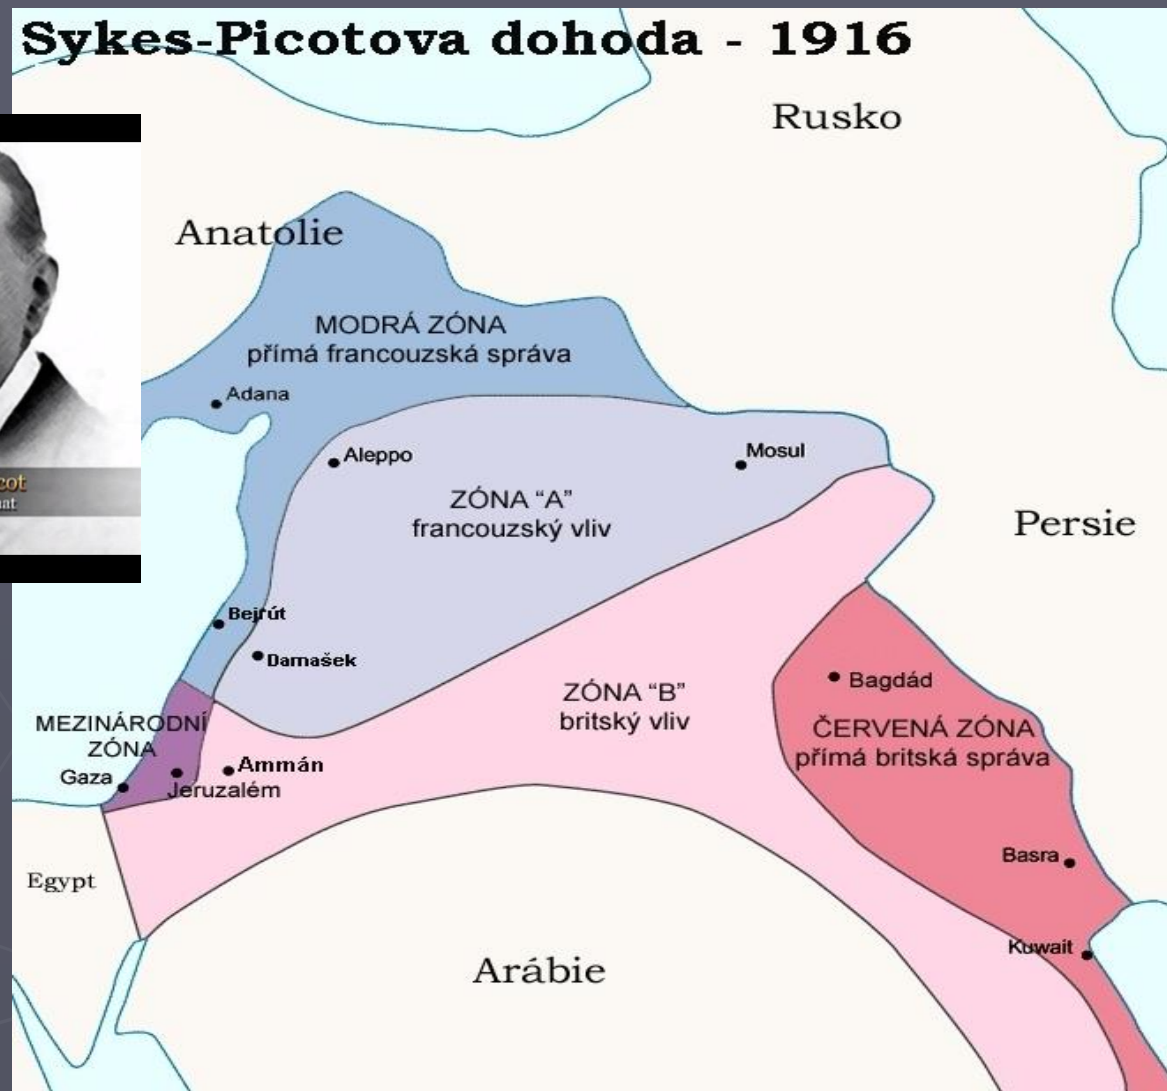 Sykes-Picotova dohoda - 1916
Rusko
Anatolie
MODRÁ ZÓNA
přímá francouzská správa
Adana
Aleppo
Mosul
ZÓNA “A”
francouzský vliv
Persie
Bejrút
Damašek
ZÓNA “B”
britský vliv
Bagdád
ČERVENÁ ZÓNA
přímá britská správa
MEZINÁRODNÍ
ZÓNA
Gaza
Jeruzalém
Ammán
Basra
Egypt
Kuwait
Arábie